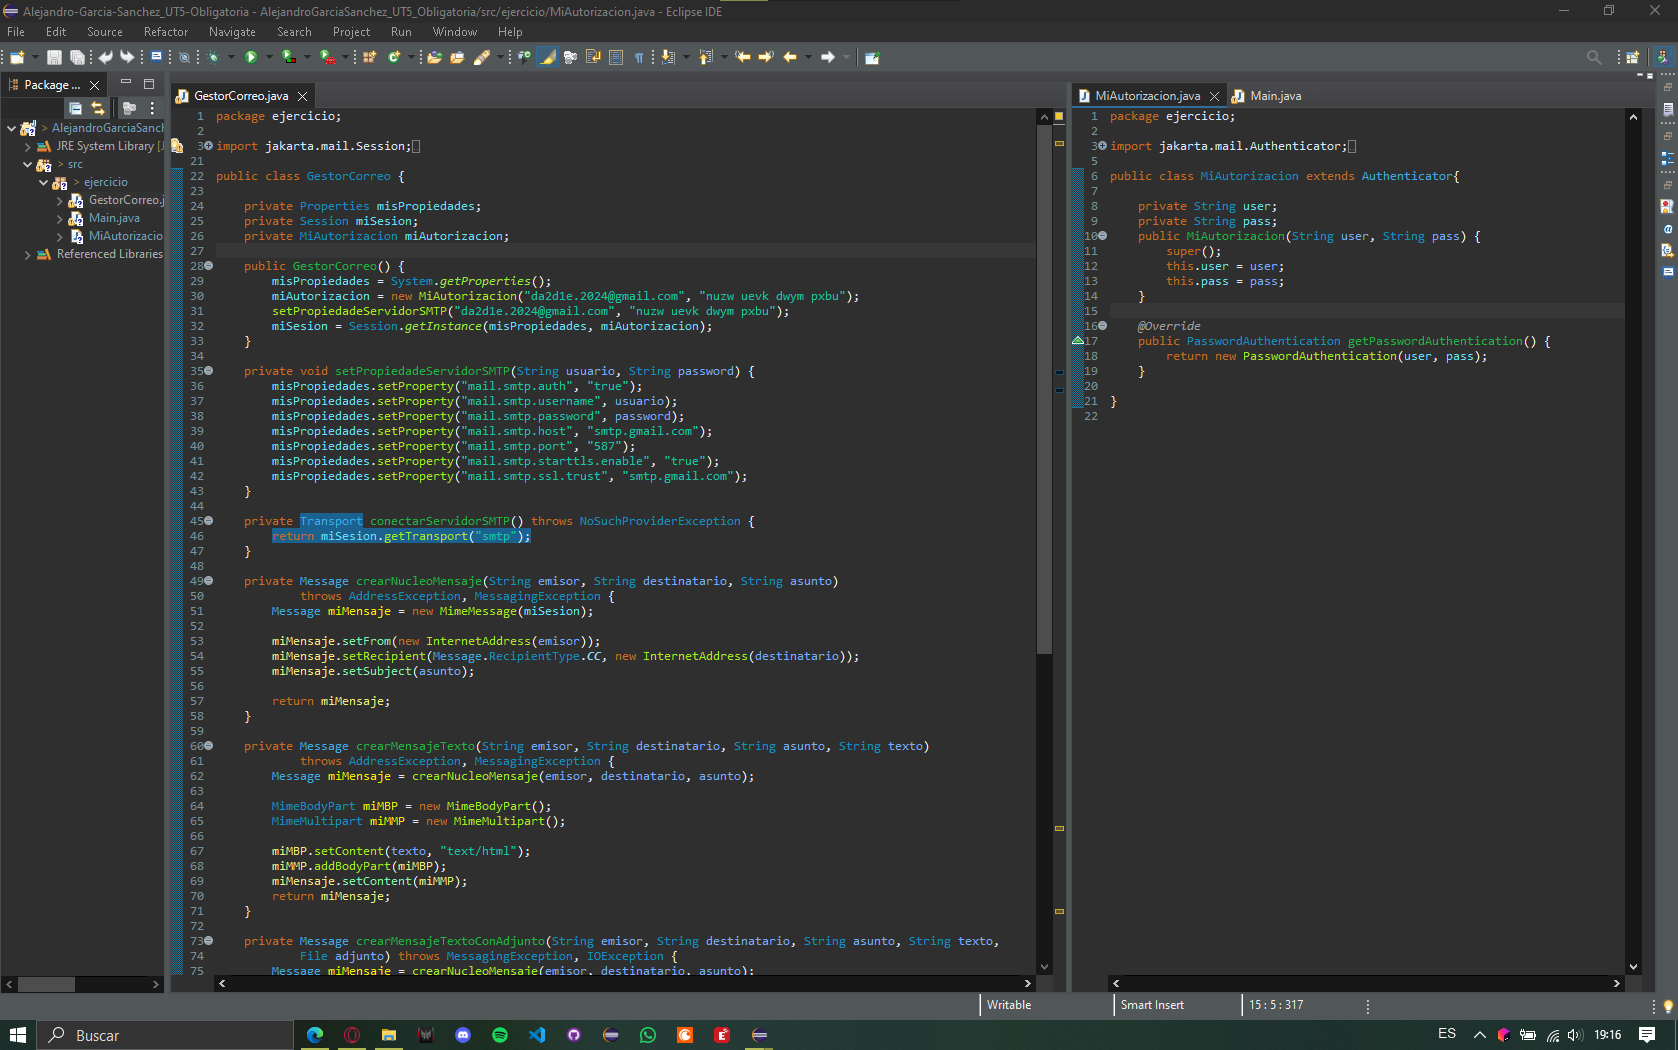 Alejandro-Garcia-Sanchez_UT5-Obligatoria - AlejandroGarciaSanchez_UT5_Obligatoria/src/ejercicio/MiAutorizacion.java - Eclipse IDE
File Edit Source Refactor Navigate Search Project Run Window Help
Package ...
> AlejandroGarciaSanch
JRE System Library [J
> src
> ejercicio
GestorCorreo.j
Main.java
MiAutorizacio
Referenced Libraries
GestorCorreo.java
1 package ejercicio;
2
3 import jakarta.mail.Session;
21
22 public class GestorCorreo {
23
24 private Properties misPropiedades;
25 private Session miSesion;
26 private MiAutorizacion miAutorizacion;
27
28 public GestorCorreo() {
29 misPropiedades = System.getProperties();
30 miAutorizacion = new MiAutorizacion("da2d1e.2024@gmail.com", "nuzw uevk dwym pxbu");
31 setPropiedadeServidorSMTP("da2d1e.2024@gmail.com", "nuzw uevk dwym pxbu");
32 miSesion = Session.getInstance(misPropiedades, miAutorizacion);
33 }
34
35 private void setPropiedadeServidorSMTP(String usuario, String password) {
36 misPropiedades.setProperty("mail.smtp.auth", "true");
37 misPropiedades.setProperty("mail.smtp.username", usuario);
38 misPropiedades.setProperty("mail.smtp.password", password);
39 misPropiedades.setProperty("mail.smtp.host", "smtp.gmail.com");
40 misPropiedades.setProperty("mail.smtp.port", "587");
41 misPropiedades.setProperty("mail.smtp.starttls.enable", "true");
42 misPropiedades.setProperty("mail.smtp.ssl.trust", "smtp.gmail.com");
43 }
44
45 private Transport conectarServidorSMTP() throws NoSuchProviderException {
46 return miSesion.getTransport("smtp");
47 }
48
49 private Message crearNucleoMensaje(String emisor, String destinatario, String asunto)
50 throws AddressException, MessagingException {
51 Message miMensaje = new MimeMessage(miSesion);
52
53 miMensaje.setFrom(new InternetAddress(emisor));
54 miMensaje.setRecipient(Message.RecipientType.CC, new InternetAddress(destinatario));
55 miMensaje.setSubject(asunto);
56
57 return miMensaje;
58 }
59
60 private Message crearMensajeTexto(String emisor, String destinatario, String asunto, String texto)
61 throws AddressException, MessagingException {
62 Message miMensaje = crearNucleoMensaje(emisor, destinatario, asunto);
63
64 MimeBodyPart miMBP = new MimeBodyPart();
65 MimeMultipart miMMP = new MimeMultipart();
66
67 miMBP.setContent(texto, "text/html");
68 miMMP.addBodyPart(miMBP);
69 miMensaje.setContent(miMMP);
70 return miMensaje;
71 }
72
73 private Message crearMensajeTextoConAdjunto(String emisor, String destinatario, String asunto, String texto,
74 File adjunto) throws MessagingException, IOException {
75 Message miMensaje = crearNucleoMensaje(emisor, destinatario, asunto);
MiAutorizacion.java
Main.java
1 package ejercicio;
2
3 import jakarta.mail.Authenticator;
5
6 public class MiAutorizacion extends Authenticator{
7
8 private String user;
9 private String pass;
10 public MiAutorizacion(String user, String pass) {
11 super();
12 this.user = user;
13 this.pass = pass;
14 }
15
16 @Override
17 public PasswordAuthentication getPasswordAuthentication() {
18 return new PasswordAuthentication(user, pass);
19 }
20
21 }
22
Writable
Smart Insert
15 : 5 : 317
Buscar
ES
19:16